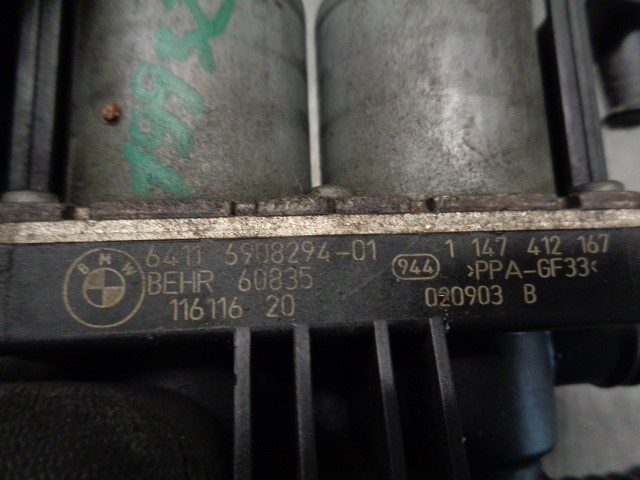 BMW
6411 6908294-01
BEHR 60835
116116 20
944
1 147 412 167
>PPA-GF33<
020903 B